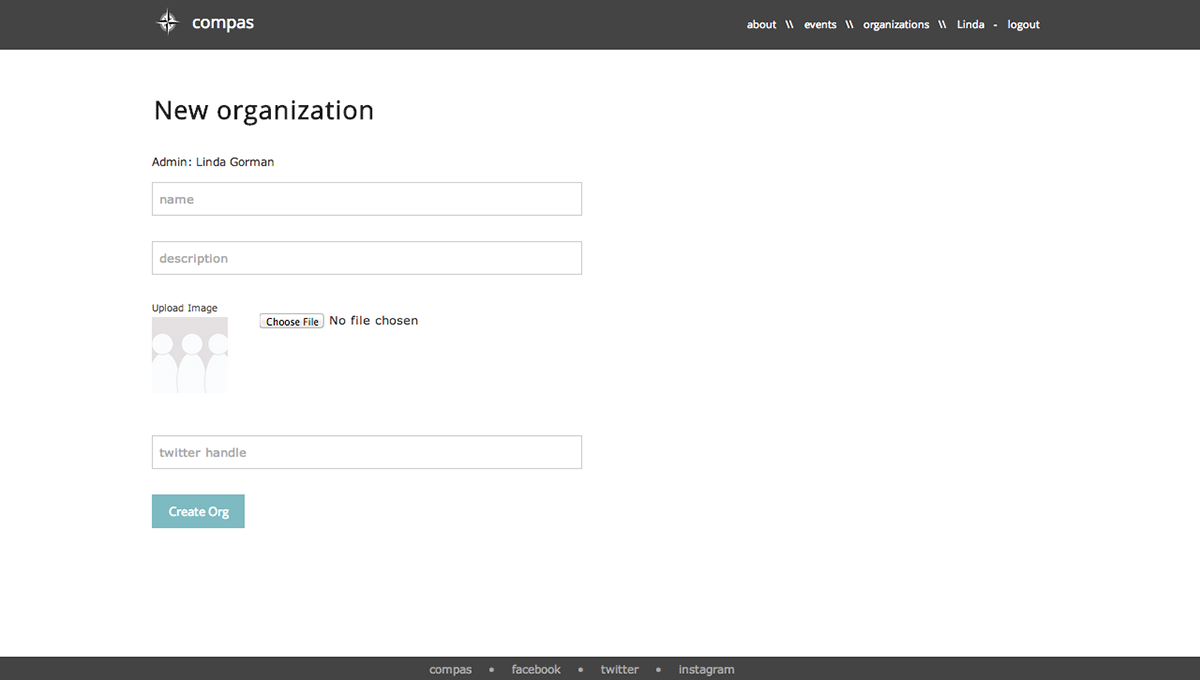 compas
about \\ events \\ organizations \\ Linda - logout
New organization
Admin: Linda Gorman
name
description
Upload Image
Choose File No file chosen
twitter handle
Create Org
compas • facebook • twitter • instagram